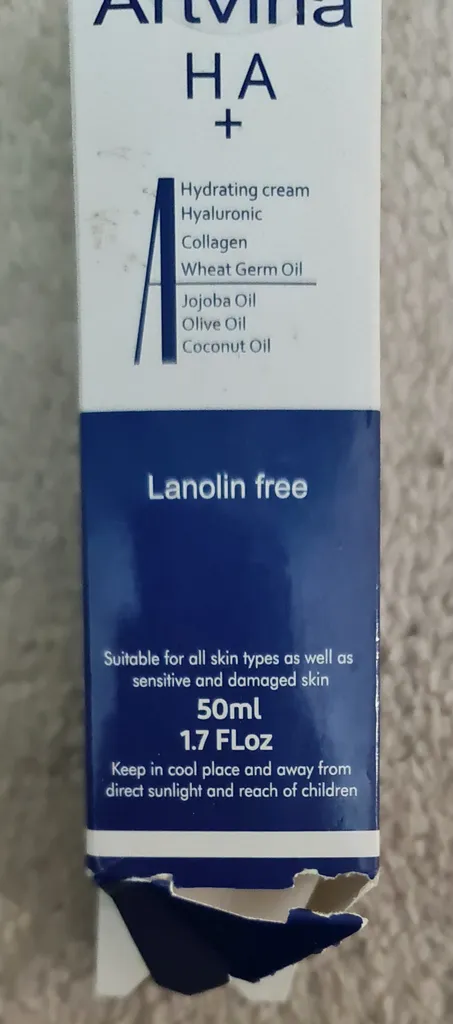 Artvina
HA
+
Hydrating cream
Hyaluronic
Collagen
Wheat Germ Oil
Jojoba Oil
Olive Oil
Coconut Oil
Lanolin free
Suitable for all skin types as well as
sensitive and damaged skin
50ml
1.7 FLoz
Keep in cool place and away from
direct sunlight and reach of children